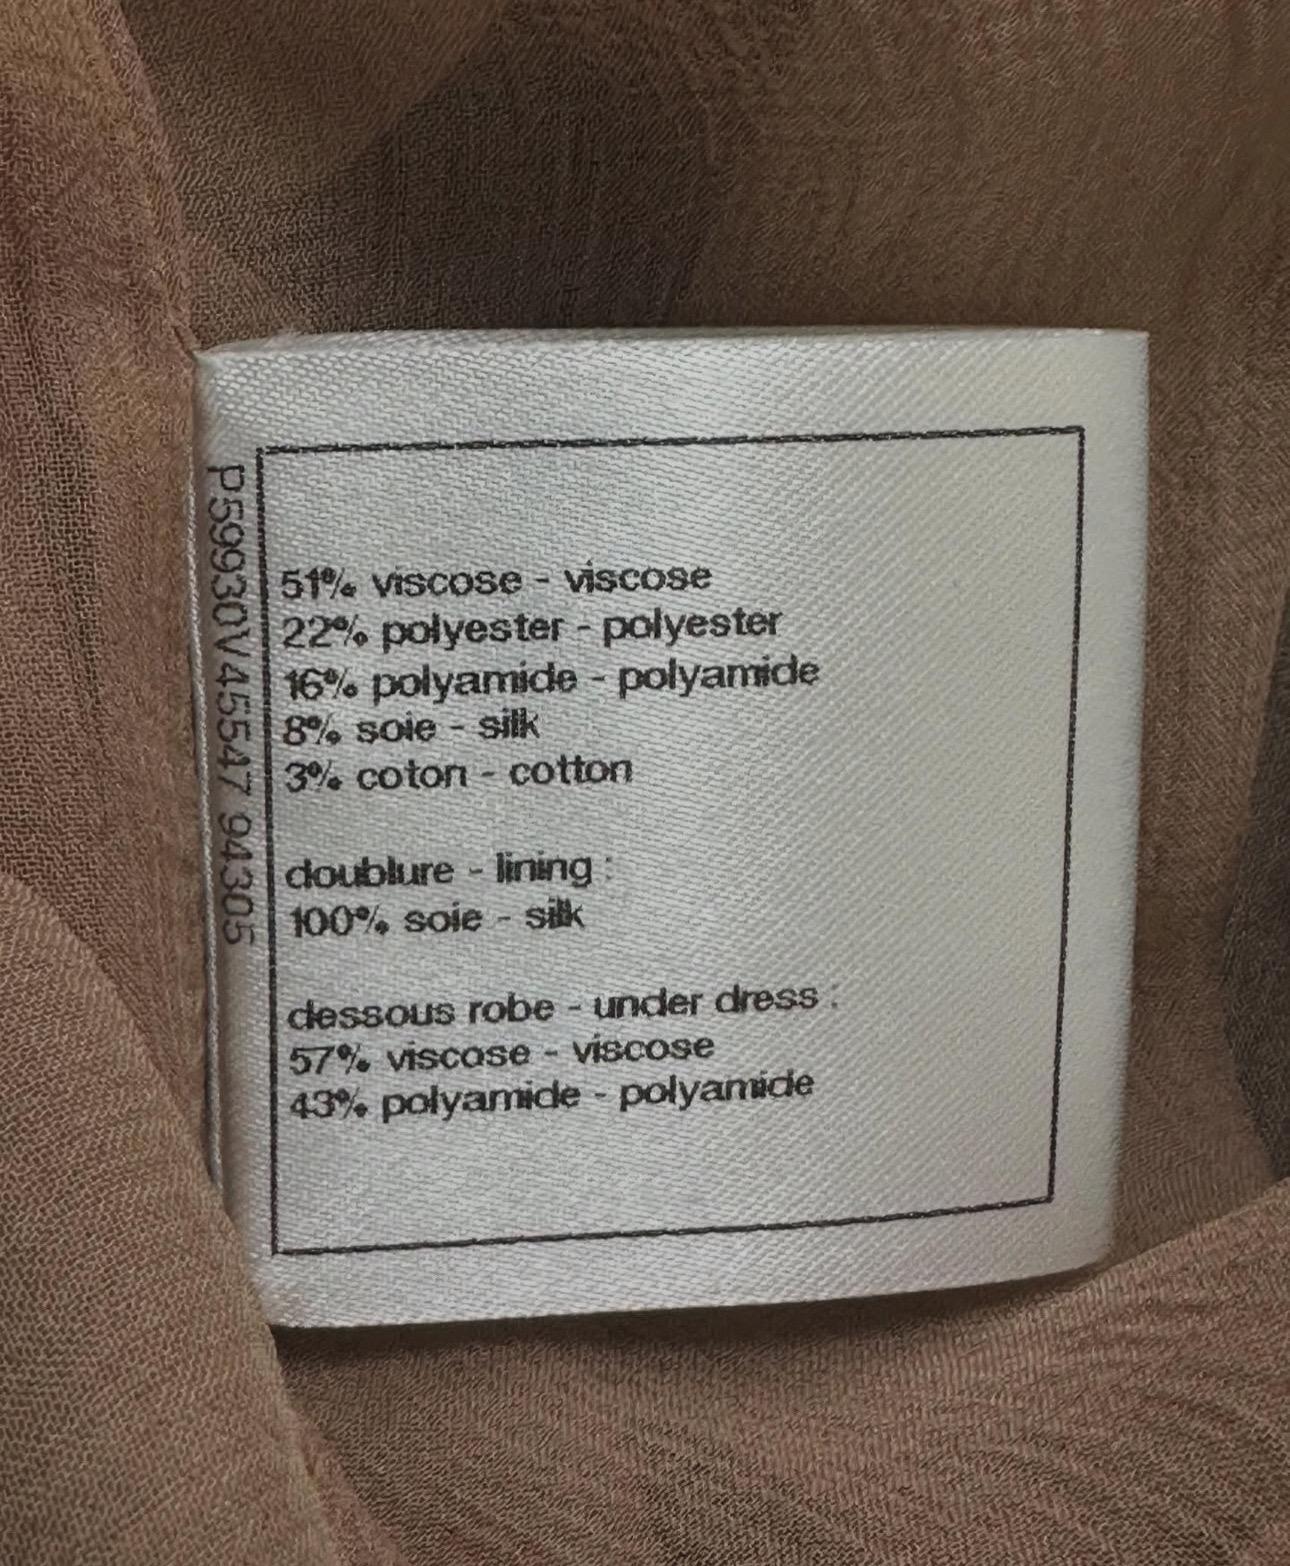 P59930V45547 94305
51% viscose - viscose
22% polyester - polyester
16% polyamide - polyamide
8% soie - silk
3% coton - cotton
doublure - lining :
100% soie - silk
dessous robe - under dress :
57% viscose - viscose
43% polyamide - polyamide